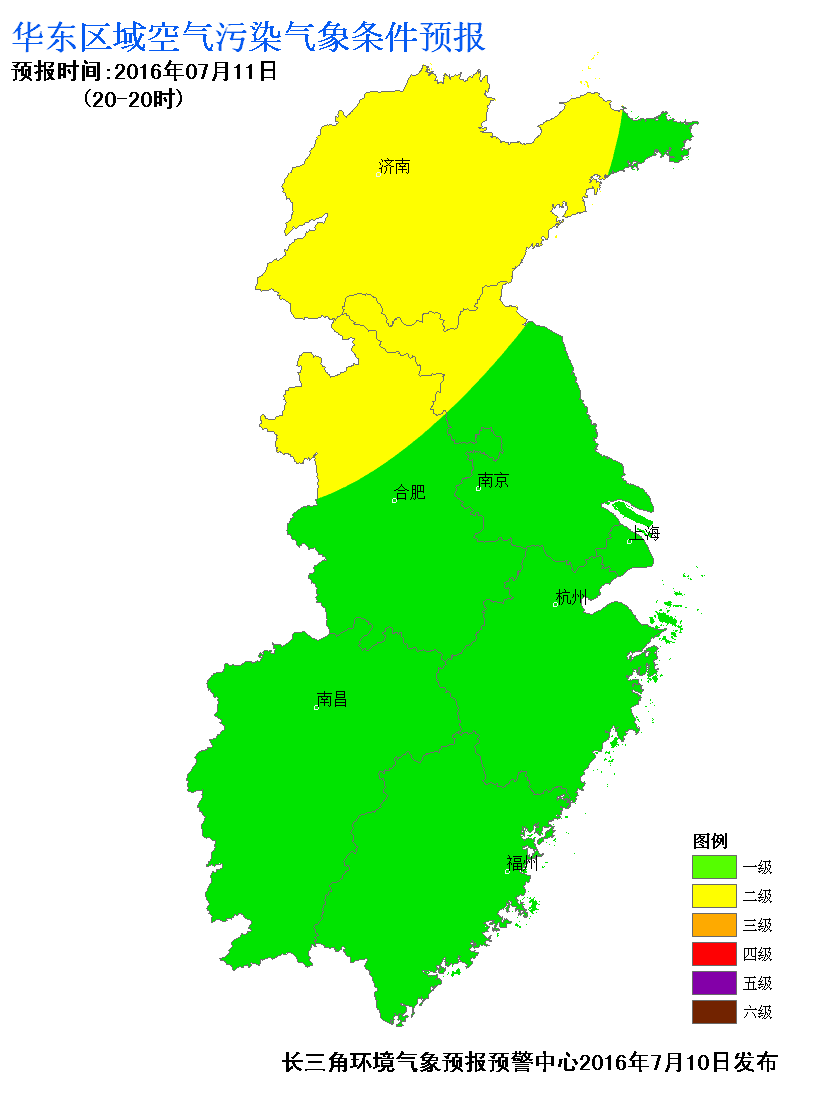 华东区域空气污染气象条件预报
预报时间:2016年07月11日
(20-20时)
济南
合肥
南京
上海
杭州
南昌
福州
图例
一级
二级
三级
四级
五级
六级
长三角环境气象预报预警中心2016年7月10日发布